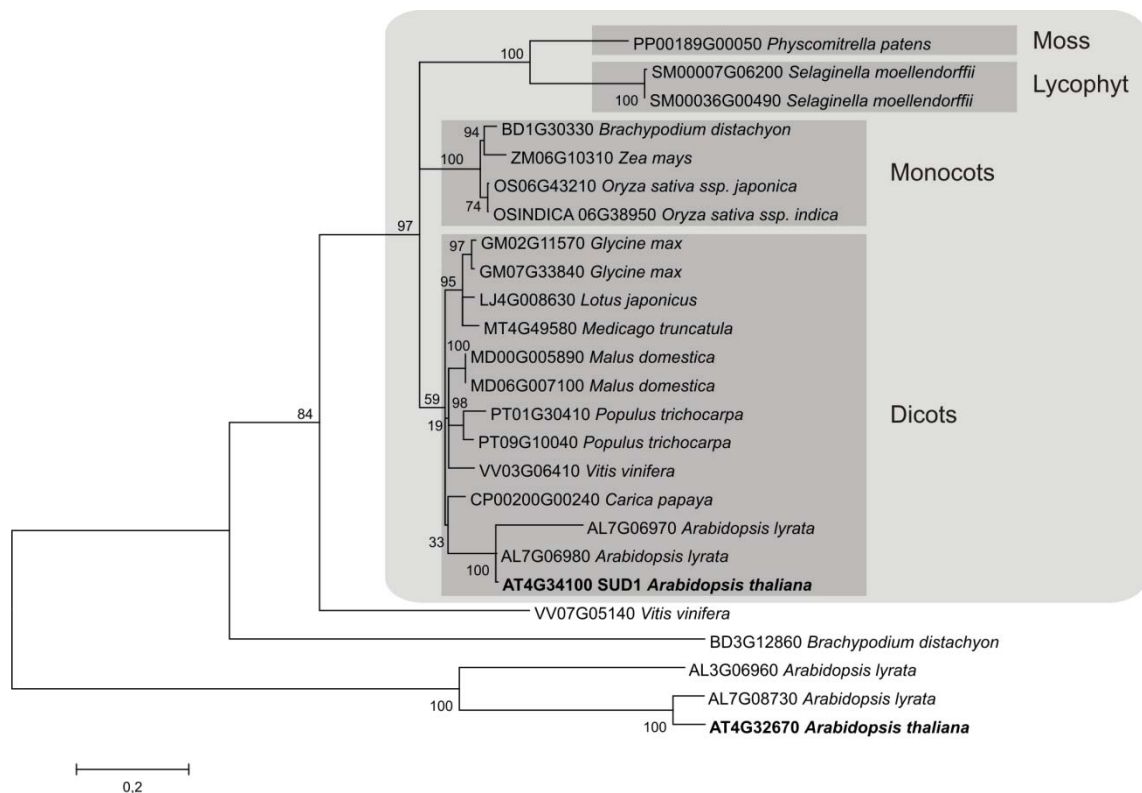 100
PP00189G00050 Physcomitrella patens
Moss
SM00007G06200 Selaginella moellendorffii
Lycophyt
100
SM00036G00490 Selaginella moellendorffii
94
BD1G30330 Brachypodium distachyon
100
ZM06G10310 Zea mays
Monocots
OS06G43210 Oryza sativa ssp. japonica
74
OSINDICA 06G38950 Oryza sativa ssp. indica
97
97
GM02G11570 Glycine max
GM07G33840 Glycine max
95
LJ4G008630 Lotus japonicus
MT4G49580 Medicago truncatula
100
MD00G005890 Malus domestica
MD06G007100 Malus domestica
59
98
84
PT01G30410 Populus trichocarpa
Dicots
19
PT09G10040 Populus trichocarpa
VV03G06410 Vitis vinifera
CP00200G00240 Carica papaya
AL7G06970 Arabidopsis lyrata
33
AL7G06980 Arabidopsis lyrata
100
AT4G34100 SUD1 Arabidopsis thaliana
VV07G05140 Vitis vinifera
BD3G12860 Brachypodium distachyon
AL3G06960 Arabidopsis lyrata
100
AL7G08730 Arabidopsis lyrata
100
AT4G32670 Arabidopsis thaliana
0,2